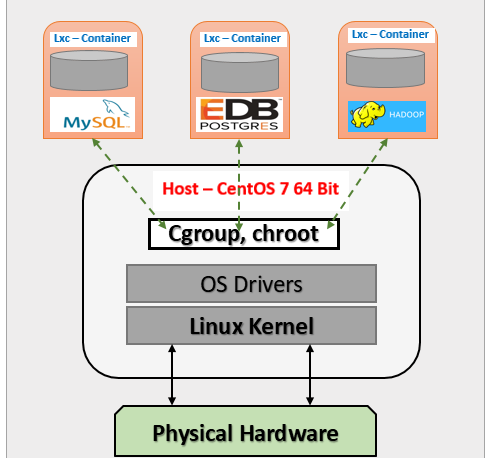 Lxc – Container
Lxc – Container
Lxc – Container
MySQL
EDB
POSTGRES
HADOOP
Host – CentOS 7 64 Bit
Cgroup, chroot
OS Drivers
Linux Kernel
Physical Hardware